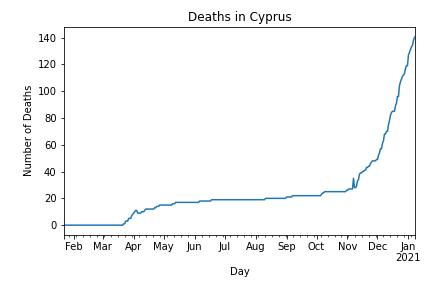 Deaths in Cyprus
Number of Deaths
140
120
100
80
60
40
20
0
Feb Mar Apr May Jun Jul Aug Sep Oct Nov Dec Jan
2021
Day